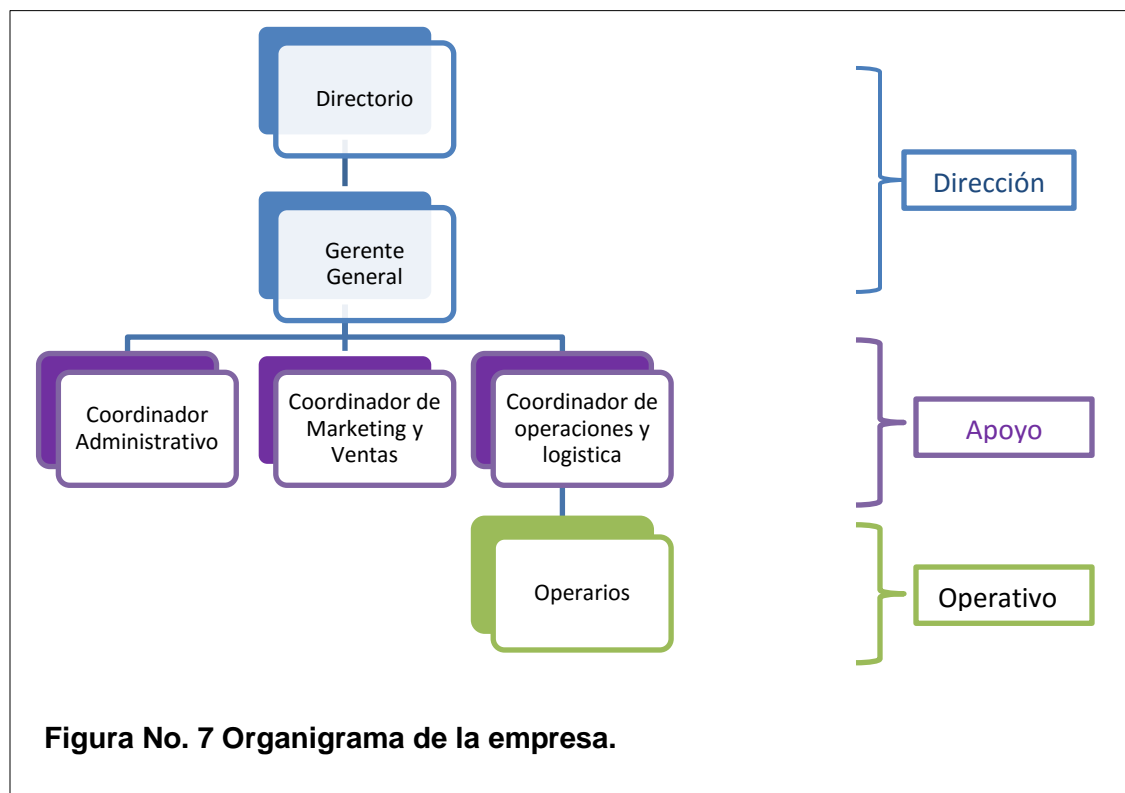 Directorio
Dirección
Gerente
General
Coordinador
Administrativo
Coordinador de
Marketing y
Ventas
Coordinador de
operaciones y
logistica
Apoyo
Operarios
Operativo
Figura No. 7 Organigrama de la empresa.